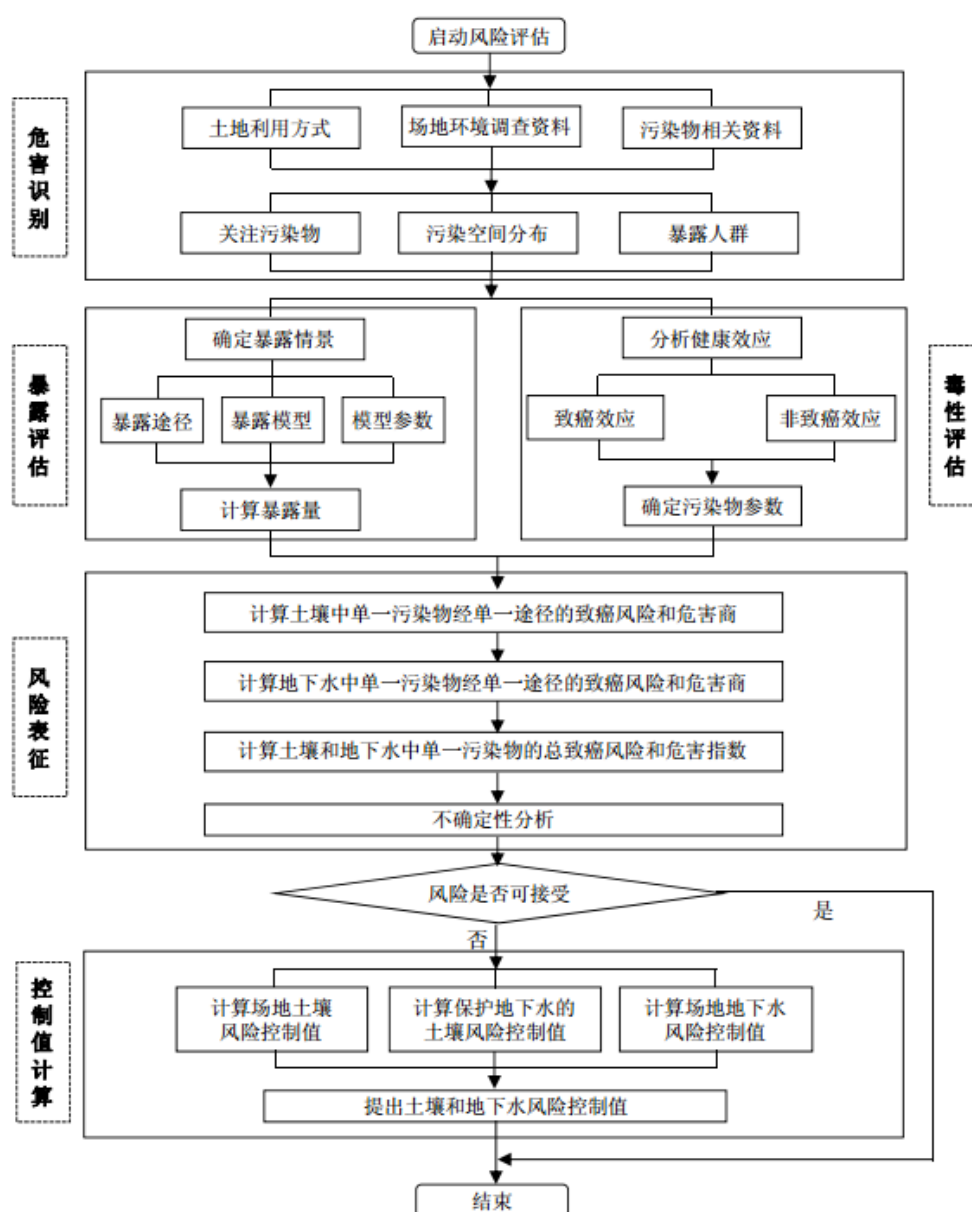 启动风险评估
危害识别
土地利用方式
场地环境调查资料
污染物相关资料
关注污染物
污染空间分布
暴露人群
暴露评估
确定暴露情景
暴露途径
暴露模型
模型参数
计算暴露量
毒性评估
分析健康效应
致癌效应
非致癌效应
确定污染物参数
风险表征
计算土壤中单一污染物经单一途径的致癌风险和危害商
计算地下水中单一污染物经单一途径的致癌风险和危害商
计算土壤和地下水中单一污染物的总致癌风险和危害指数
不确定性分析
风险是否可接受
是
否
控制值计算
计算场地土壤
风险控制值
计算保护地下水的
土壤风险控制值
计算场地地下水
风险控制值
提出土壤和地下水风险控制值
结束